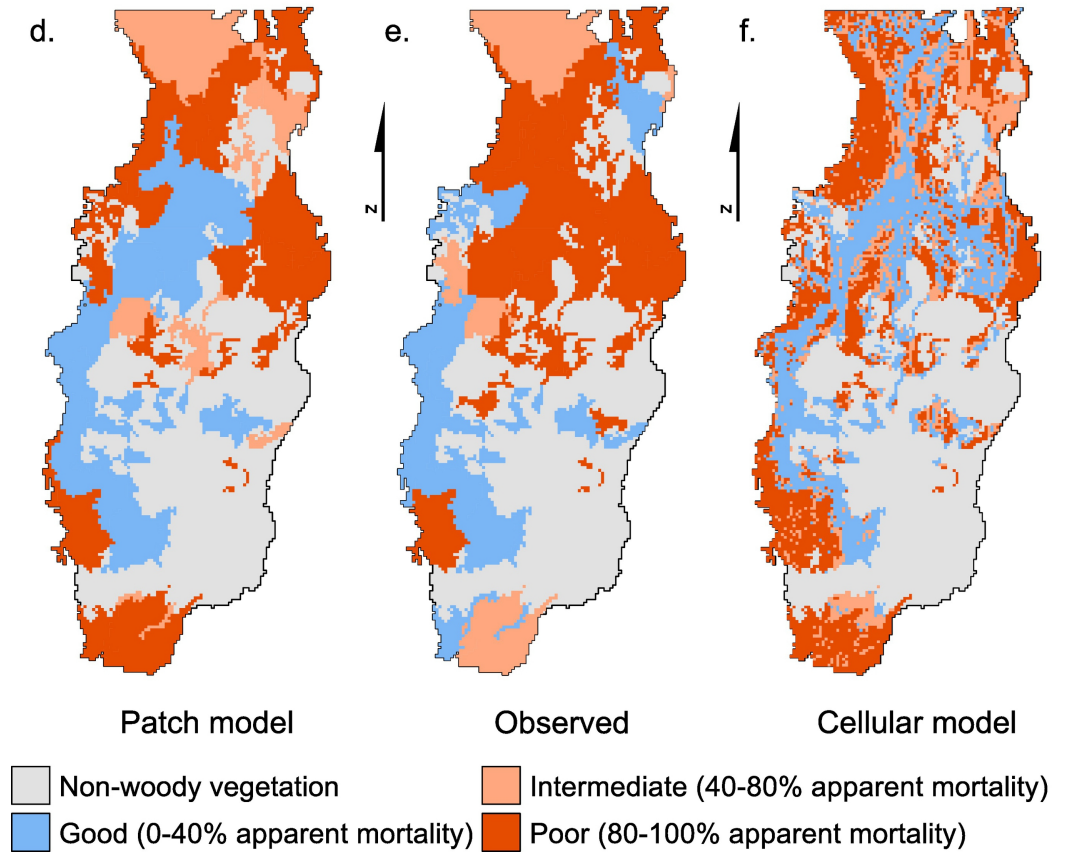 d.
e.
f.
z
z
Patch model
Observed
Cellular model
Non-woody vegetation
Intermediate (40-80% apparent mortality)
Good (0-40% apparent mortality)
Poor (80-100% apparent mortality)